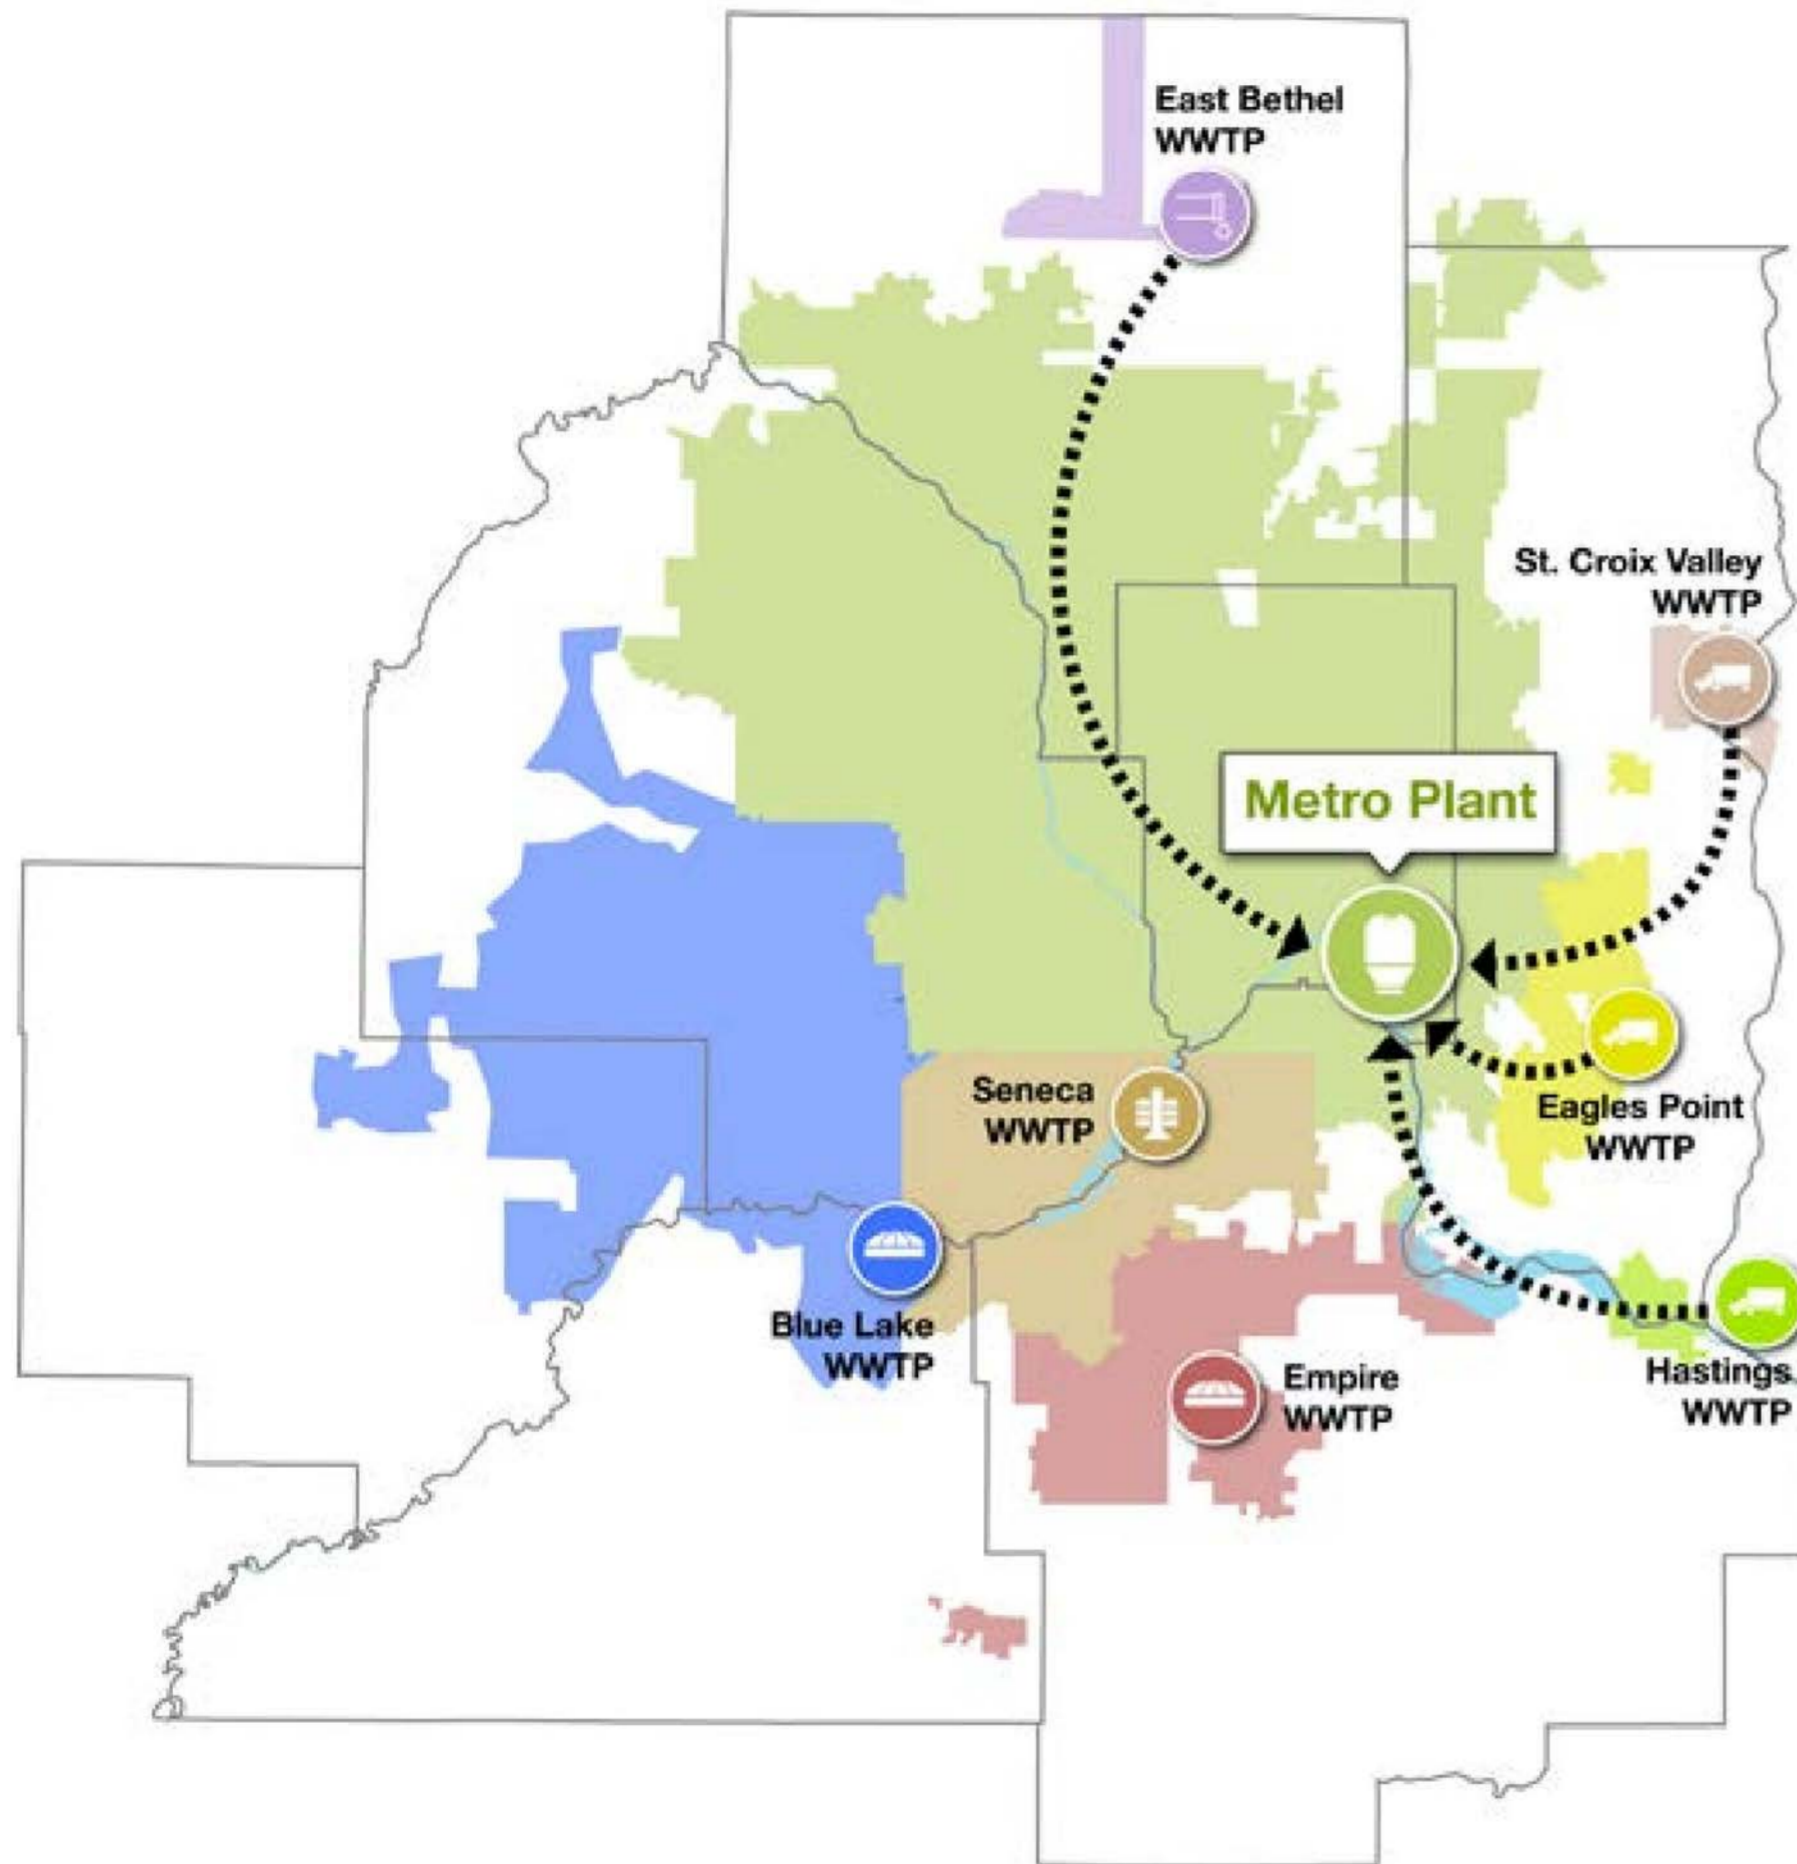 East Bethel
WWTP
St. Croix Valley
WWTP
Metro Plant
Seneca
WWTP
Eagles Point
WWTP
Blue Lake
WWTP
Empire
WWTP
Hastings
WWTP